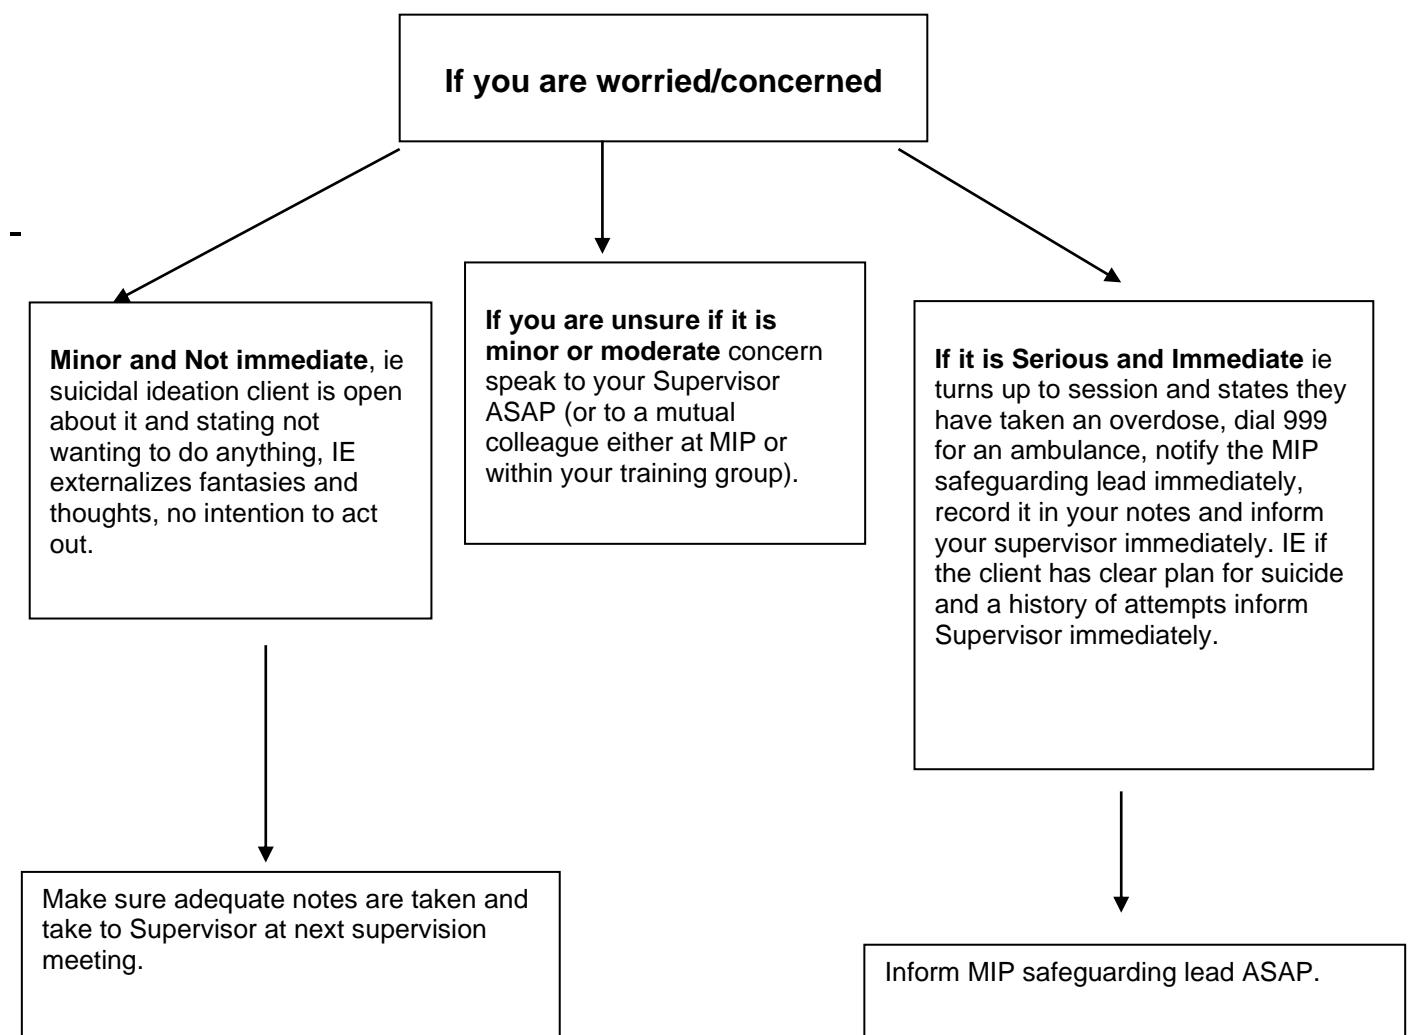 If you are worried/concerned
-
Minor and Not immediate, ie
suicidal ideation client is open
about it and stating not
wanting to do anything, IE
externalizes fantasies and
thoughts, no intention to act
out.
If you are unsure if it is
minor or moderate concern
speak to your Supervisor
ASAP (or to a mutual
colleague either at MIP or
within your training group).
If it is Serious and Immediate ie
turns up to session and states they
have taken an overdose, dial 999
for an ambulance, notify the MIP
safeguarding lead immediately,
record it in your notes and inform
your supervisor immediately. IE if
the client has clear plan for suicide
and a history of attempts inform
Supervisor immediately.
Make sure adequate notes are taken and
take to Supervisor at next supervision
meeting.
Inform MIP safeguarding lead ASAP.